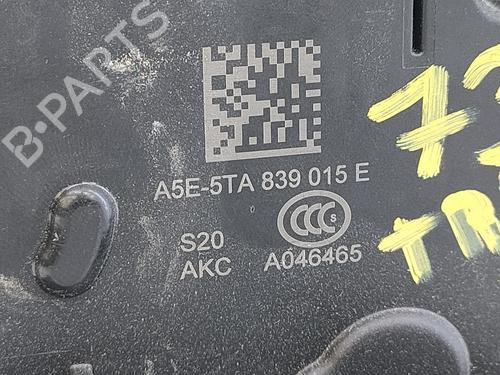 B-PARTS
A5E-5TA 839 015 E
CCC S
S20
AKC A046465